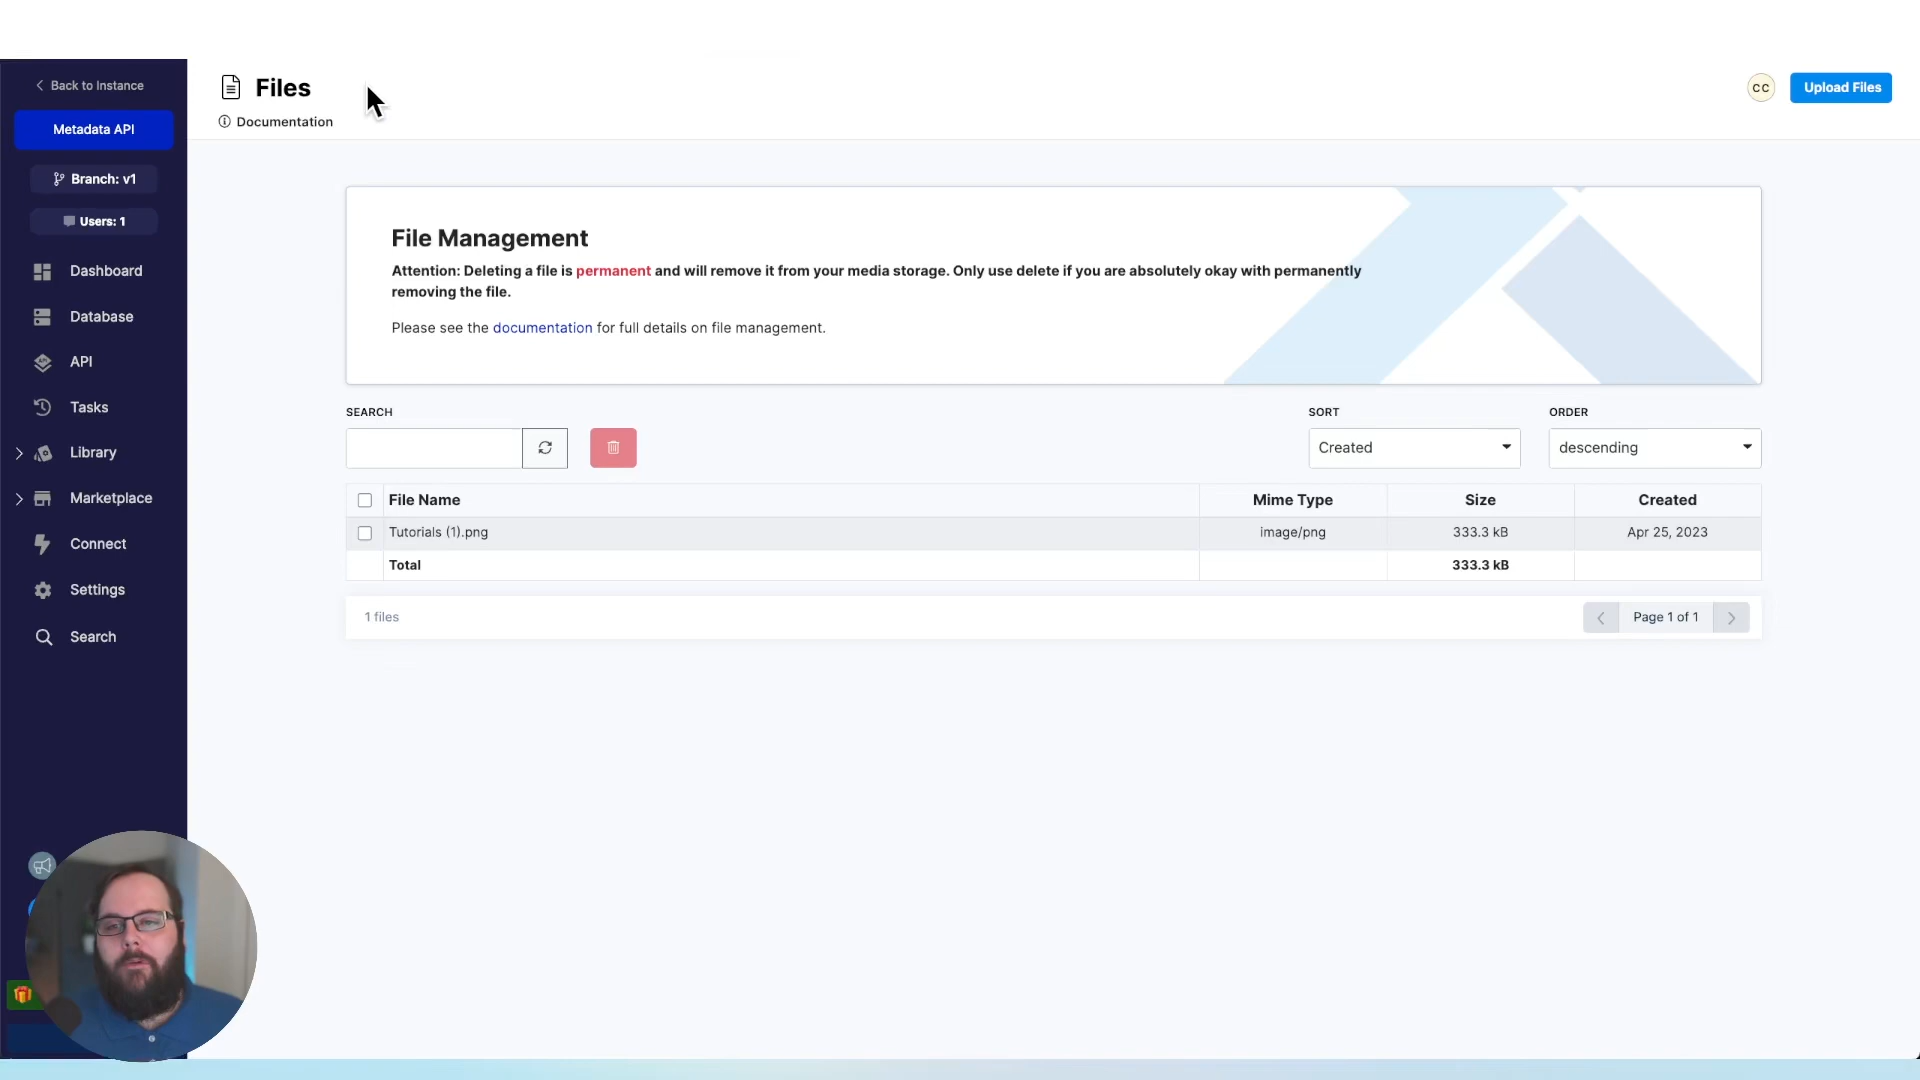 Back to Instance
Metadata API
Branch: v1
Users: 1
Dashboard
Database
API
Tasks
Library
Marketplace
Connect
Settings
Search
Files
Documentation
CC
Upload Files
File Management
Attention: Deleting a file is permanent and will remove it from your media storage. Only use delete if you are absolutely okay with permanently
removing the file.
Please see the documentation for full details on file management.
SEARCH
SORT
ORDER
Created
descending
File Name Mime Type Size Created
Tutorials (1).png image/png 333.3 kB Apr 25, 2023
Total 333.3 kB
1 files
Page 1 of 1